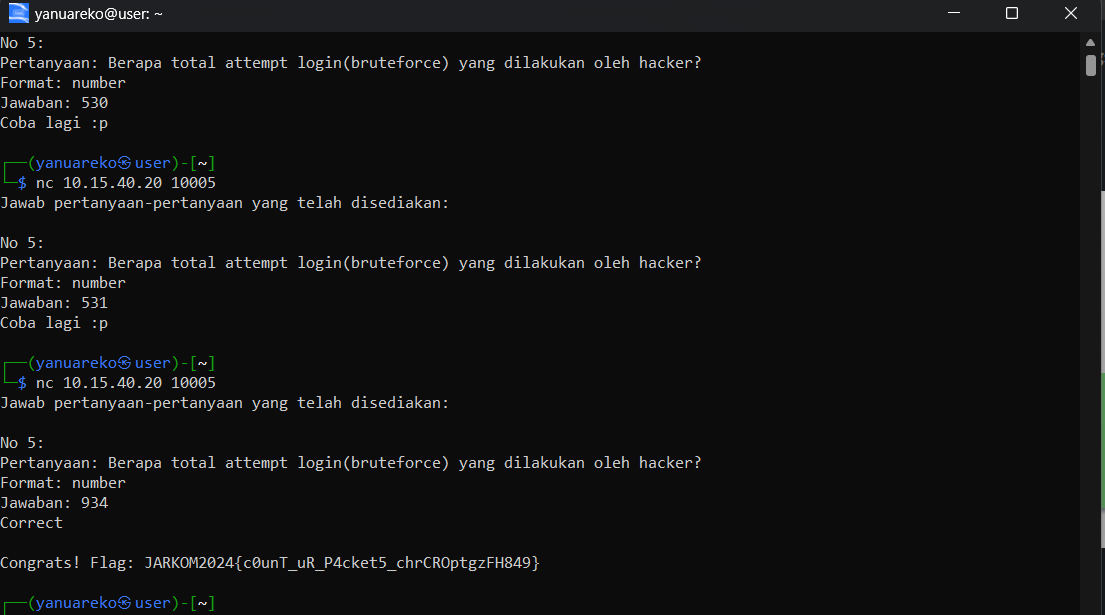 yanuareko@user: ~
No 5:
Pertanyaan: Berapa total attempt login(bruteforce) yang dilakukan oleh hacker?
Format: number
Jawaban: 530
Coba lagi :p
┌──(yanuareko㉿user)-[~]
└─$ nc 10.15.40.20 10005
Jawab pertanyaan-pertanyaan yang telah disediakan:
No 5:
Pertanyaan: Berapa total attempt login(bruteforce) yang dilakukan oleh hacker?
Format: number
Jawaban: 531
Coba lagi :p
┌──(yanuareko㉿user)-[~]
└─$ nc 10.15.40.20 10005
Jawab pertanyaan-pertanyaan yang telah disediakan:
No 5:
Pertanyaan: Berapa total attempt login(bruteforce) yang dilakukan oleh hacker?
Format: number
Jawaban: 934
Correct
Congrats! Flag: JARKOM2024{c0unT_uR_P4cket5_chrCROptgzFH849}
┌──(yanuareko㉿user)-[~]